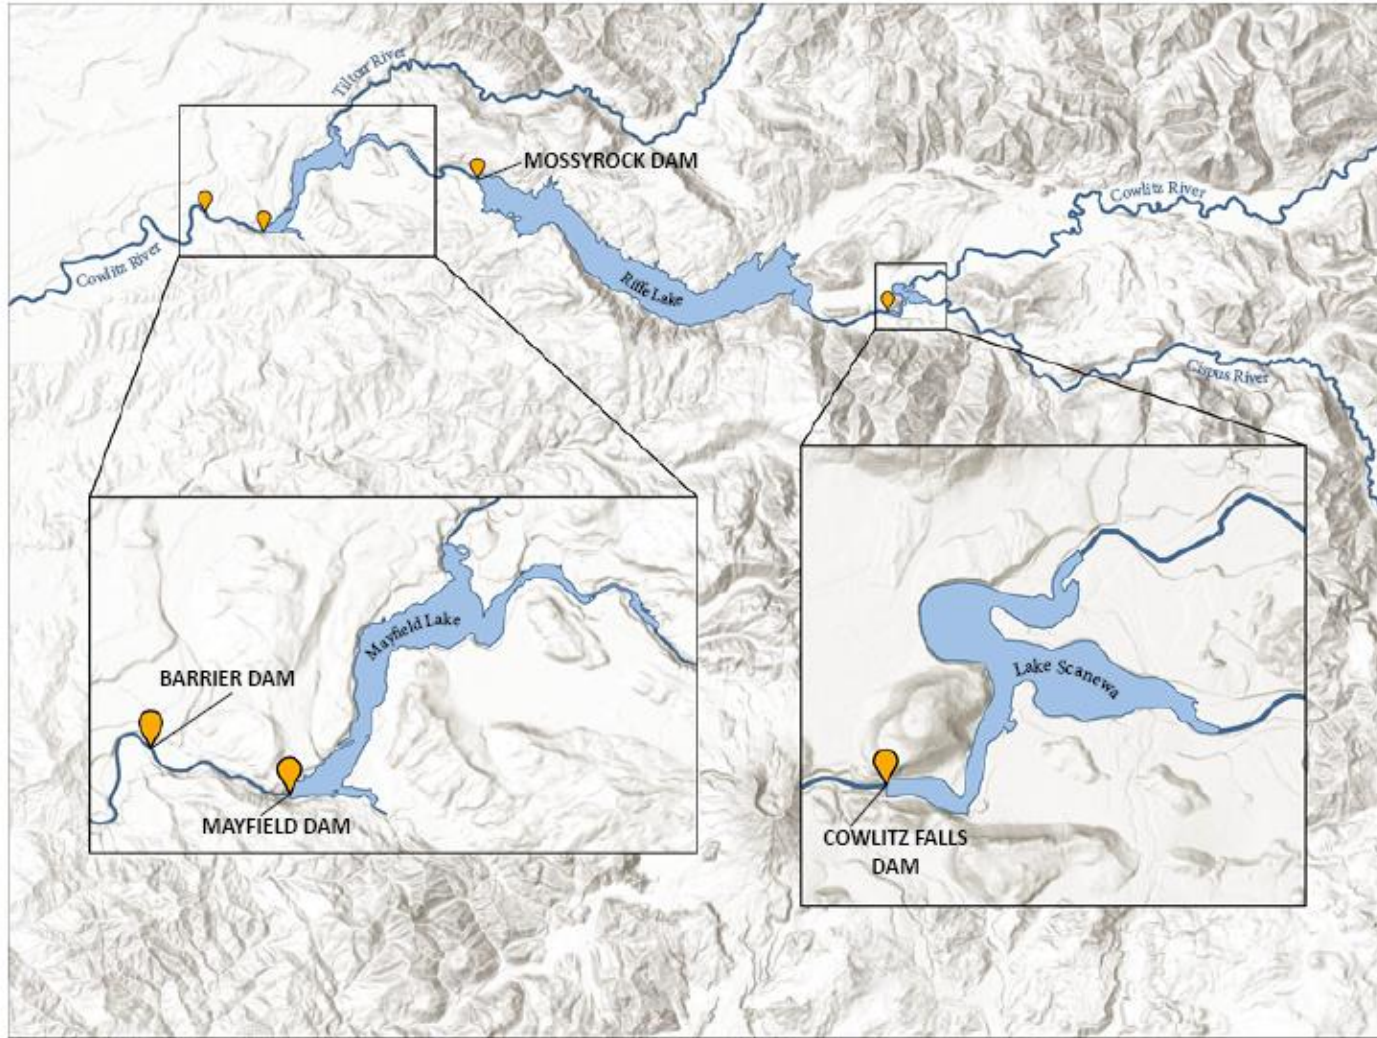 Tilton River
MOSSYROCK DAM
Cowlitz River
Cowlitz River
Riffe Lake
Cispus River
Mayfield Lake
BARRIER DAM
MAYFIELD DAM
Lake Scanewa
COWLITZ FALLS
DAM